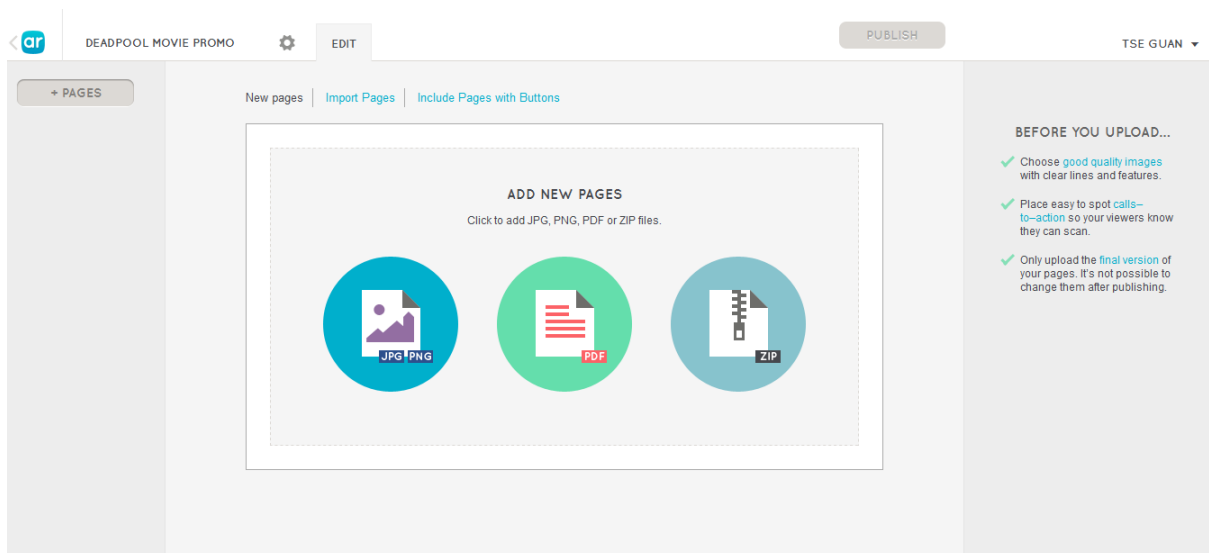 ar
DEADPOOL MOVIE PROMO
EDIT
PUBLISH
TSE GUAN
+ PAGES
New pages
Import Pages
Include Pages with Buttons
ADD NEW PAGES
Click to add JPG, PNG, PDF or ZIP files.
JPG PNG
PDF
ZIP
BEFORE YOU UPLOAD...
Choose good quality images
with clear lines and features.
Place easy to spot calls–
to–action so your viewers know
they can scan.
Only upload the final version of
your pages. It's not possible to
change them after publishing.